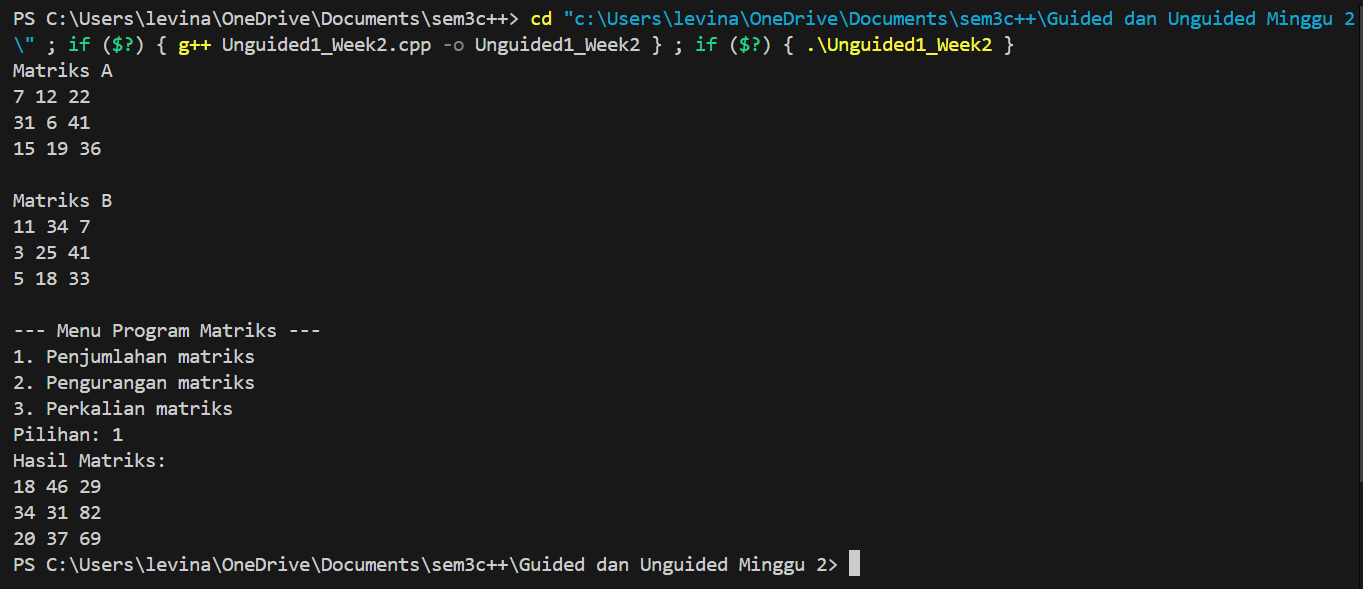 PS C:\Users\levina\OneDrive\Documents\sem3c++> cd "c:\Users\levina\OneDrive\Documents\sem3c++\Guided dan Unguided Minggu 2
\" ; if ($?) { g++ Unguided1_Week2.cpp -o Unguided1_Week2 } ; if ($?) { .\Unguided1_Week2 }
Matriks A
7 12 22
31 6 41
15 19 36

Matriks B
11 34 7
3 25 41
5 18 33

--- Menu Program Matriks ---
1. Penjumlahan matriks
2. Pengurangan matriks
3. Perkalian matriks
Pilihan: 1
Hasil Matriks:
18 46 29
34 31 82
20 37 69
PS C:\Users\levina\OneDrive\Documents\sem3c++\Guided dan Unguided Minggu 2>